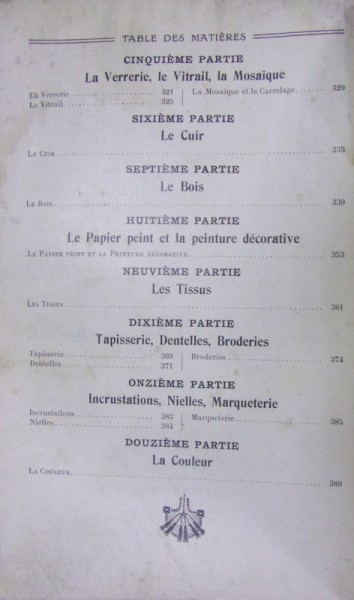 TABLE DES MATIÈRES
CINQUIÈME PARTIE
La Verrerie, le Vitrail, la Mosaïque
La Verrerie 321
Le Vitrail 325
La Mosaïque et le Carrelage 329
SIXIÈME PARTIE
Le Cuir
LE CUIR 335
SEPTIÈME PARTIE
Le Bois
LE BOIS 339
HUITIÈME PARTIE
Le Papier peint et la peinture décorative
LE PAPIER PEINT ET LA PEINTURE DÉCORATIVE 353
NEUVIÈME PARTIE
Les Tissus
LES TISSUS 361
DIXIÈME PARTIE
Tapisserie, Dentelles, Broderies
Tapisserie 369
Dentelles 371
Broderies 374
ONZIÈME PARTIE
Incrustations, Nielles, Marqueterie
Incrustations 383
Nielles 384
Marqueterie 385
DOUZIÈME PARTIE
La Couleur
LA COULEUR 389